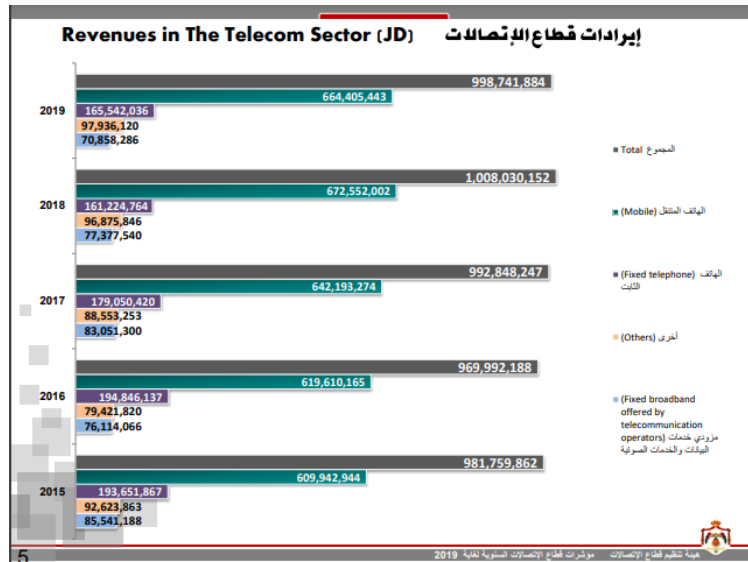 Revenues in The Telecom Sector (JD) إيرادات قطاع الإتصالات
998,741,884
664,405,443
2019 165,542,036
97,936,120
70,858,286
1,008,030,152
672,552,002
2018 161,224,764
96,875,846
77,377,540
992,848,247
642,193,274
2017 179,050,420
88,553,253
83,051,300
969,992,188
619,610,165
2016 194,846,137
79,421,820
76,114,066
981,759,862
609,942,944
2015 193,651,867
92,623,863
85,541,188
Total المجموع
(Mobile) الهاتف المتنقل
(Fixed telephone) الهاتف
الثابت
(Others) أخرى
(Fixed broadband
offered by
telecommunication
operators) مزودي خدمات
البيانات والخدمات الصوتية
5
هيئة تنظيم قطاع الإتصالات موشرات قطاع الإتصالات السنوية لغاية 2019